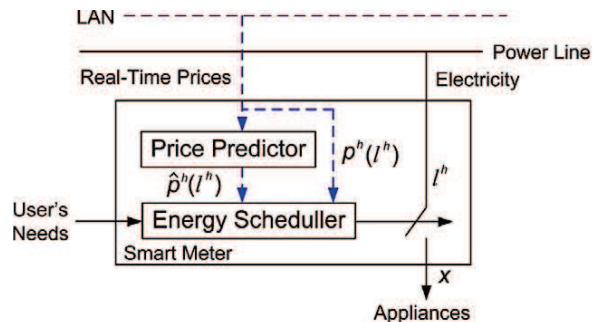 LAN
Power Line
Real-Time Prices
Electricity
Price Predictor
p^h(l^h)
p̂^h(l^h)
l^h
User's
Needs
Energy Scheduller
Smart Meter
x
Appliances